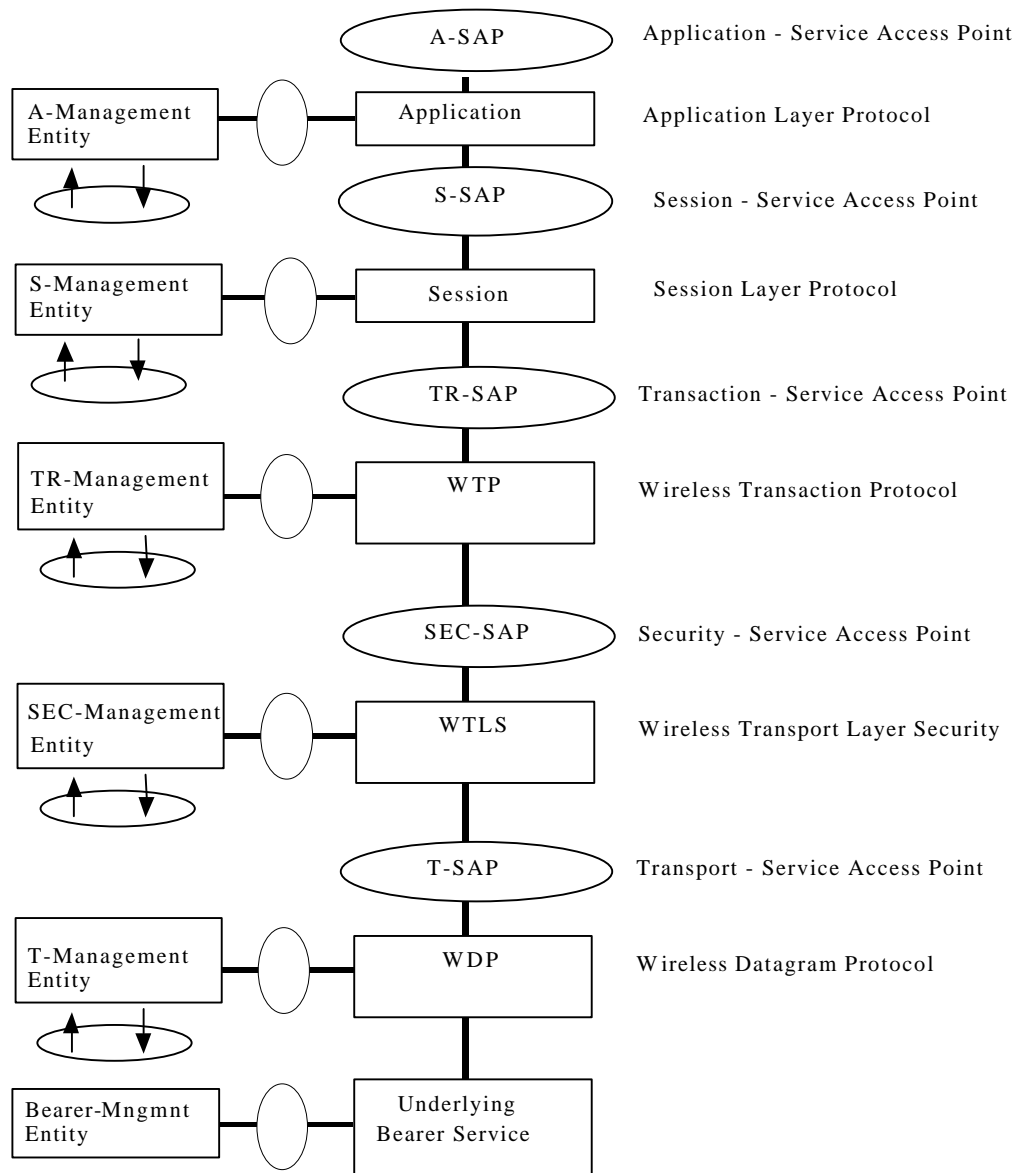 A-SAP
Application - Service Access Point
A-Management
Entity
Application
Application Layer Protocol
S-SAP
Session - Service Access Point
S-Management
Entity
Session
Session Layer Protocol
TR-SAP
Transaction - Service Access Point
TR-Management
Entity
WTP
Wireless Transaction Protocol
SEC-SAP
Security - Service Access Point
SEC-Management
Entity
WTLS
Wireless Transport Layer Security
T-SAP
Transport - Service Access Point
T-Management
Entity
WDP
Wireless Datagram Protocol
Bearer-Mngmnt
Entity
Underlying
Bearer Service